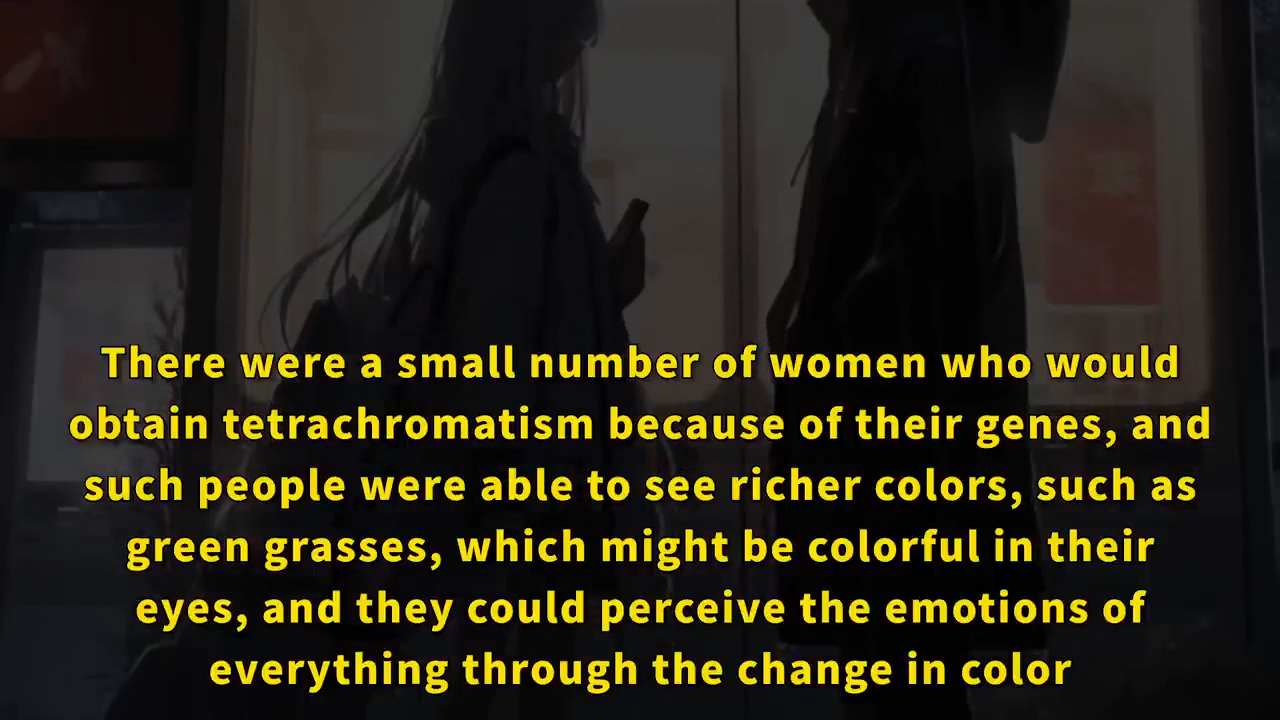 There were a small number of women who would
obtain tetrachromatism because of their genes, and
such people were able to see richer colors, such as
green grasses, which might be colorful in their
eyes, and they could perceive the emotions of
everything through the change in color